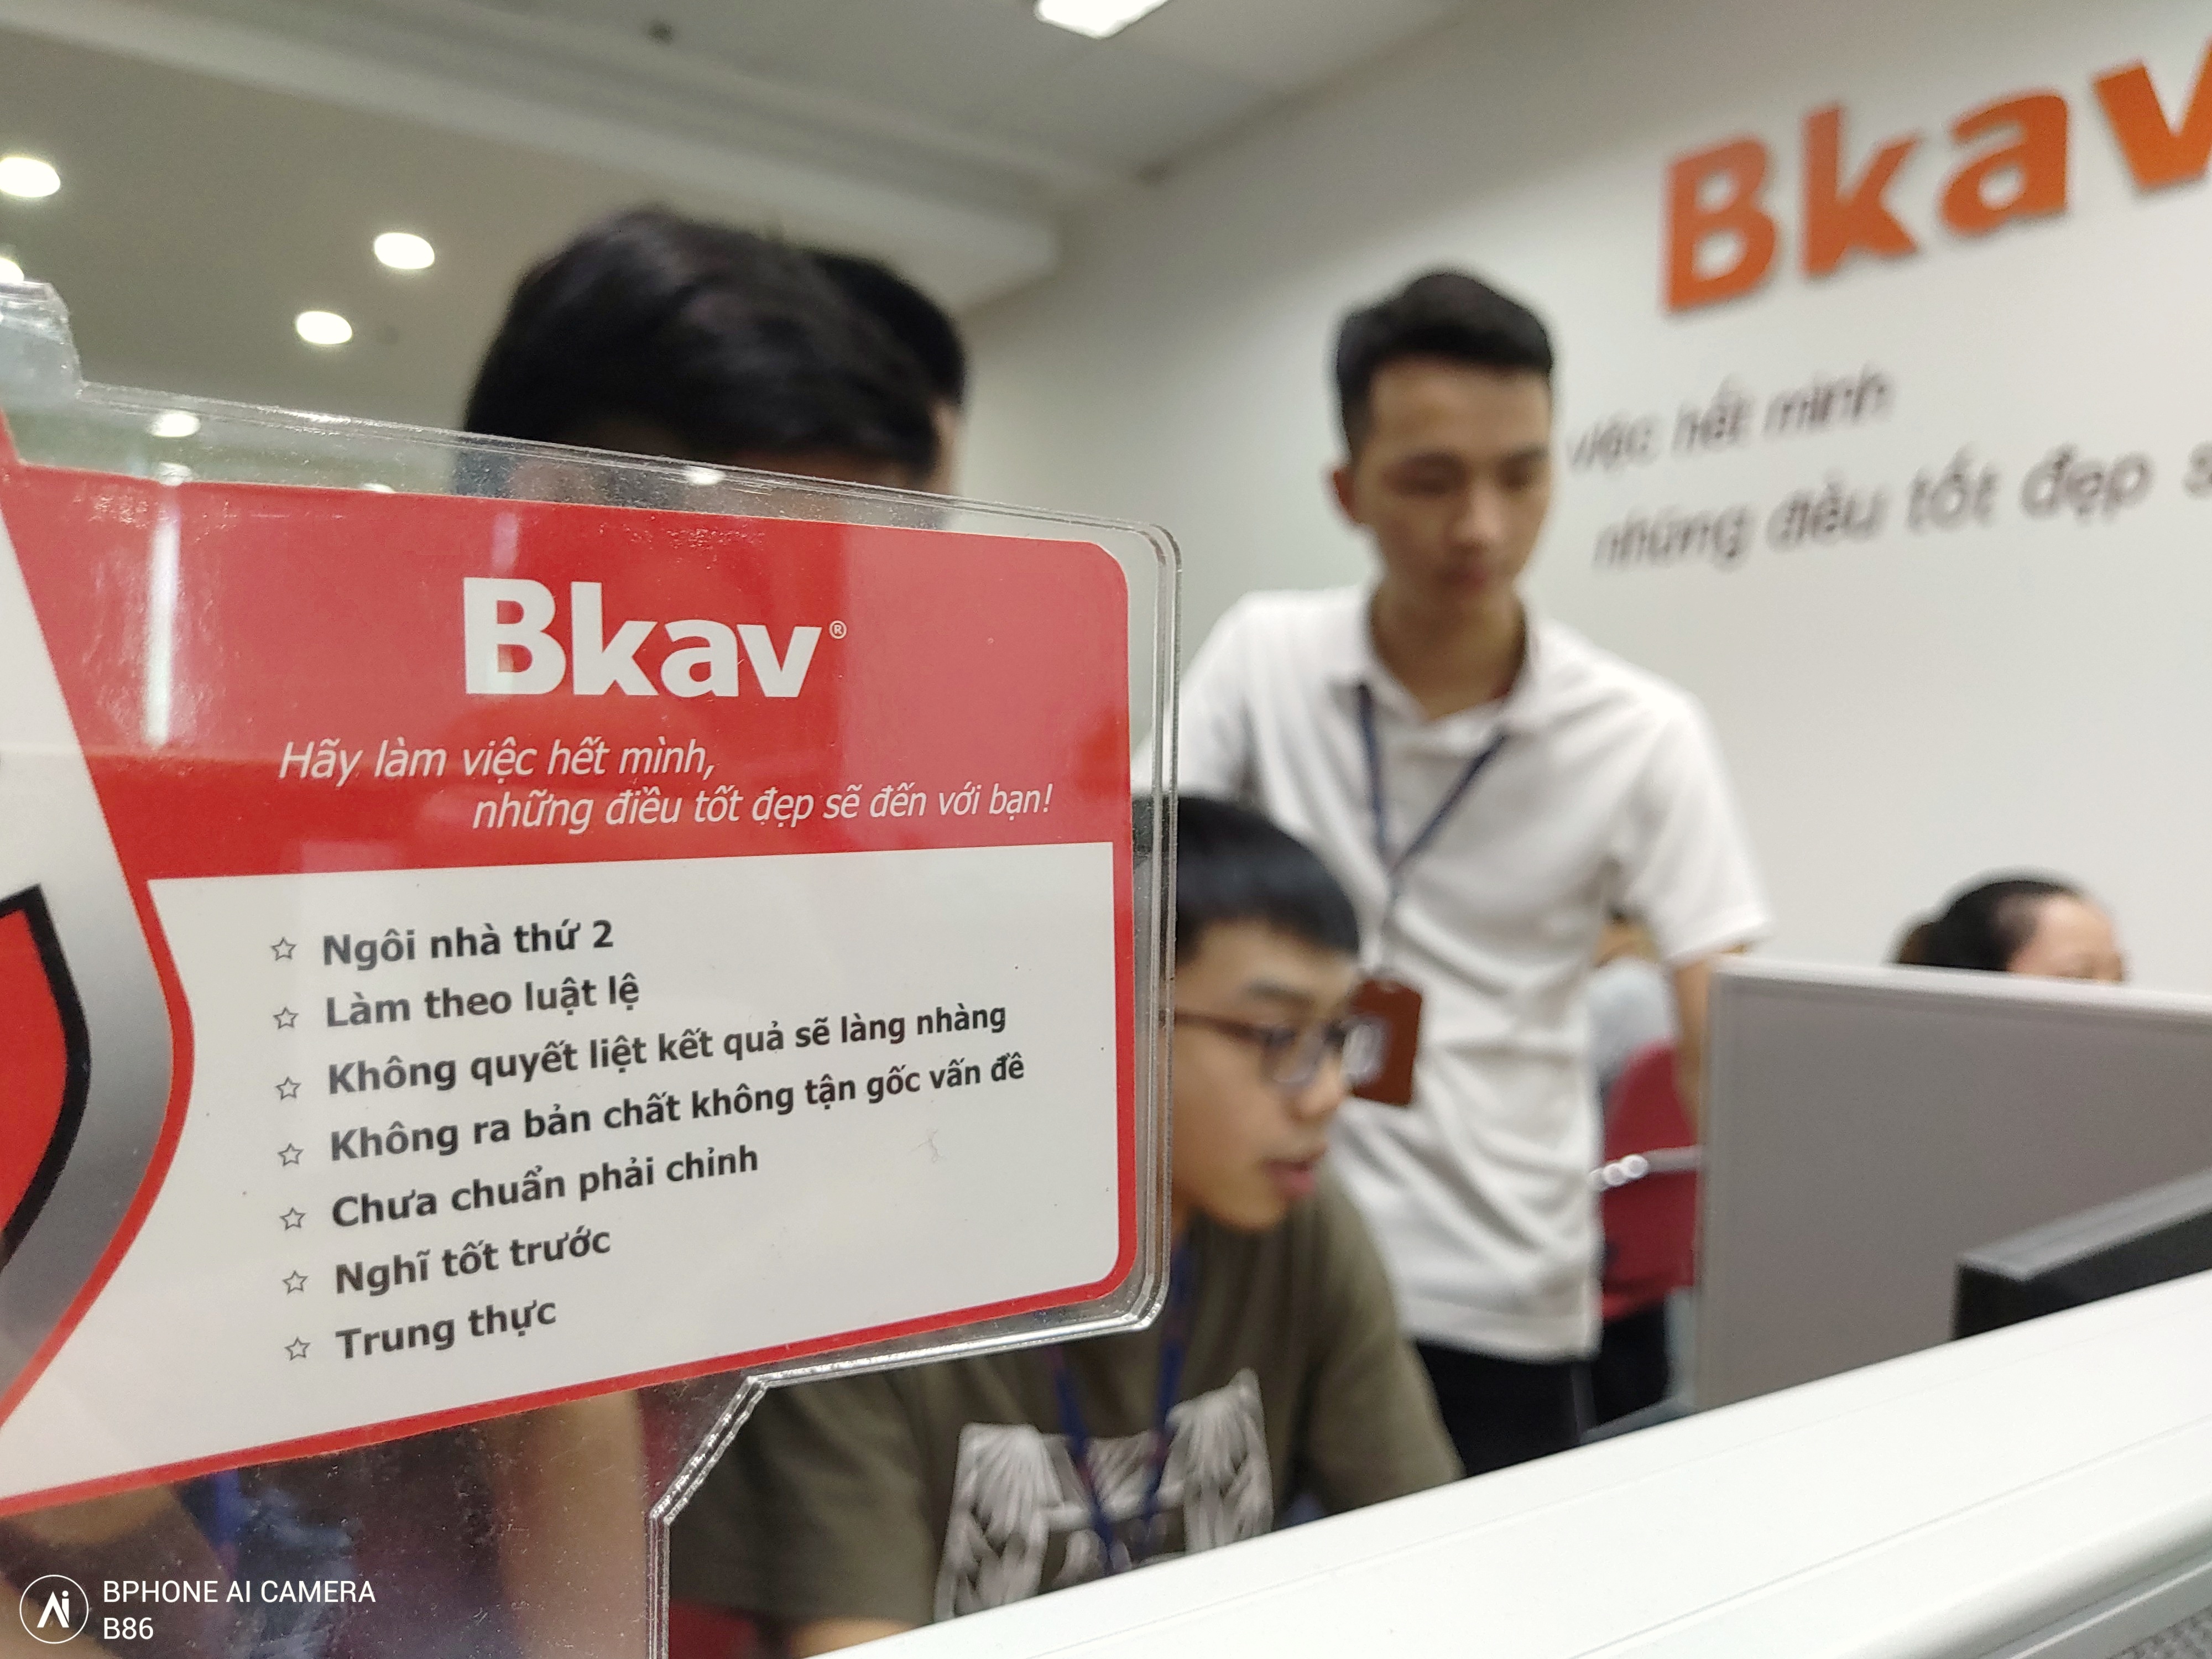 Bkav®
Hãy làm việc hết mình,
những điều tốt đẹp sẽ đến với bạn!
☆ Ngôi nhà thứ 2
☆ Làm theo luật lệ
☆ Không quyết liệt kết quả sẽ làng nhàng
☆ Không ra bản chất không tận gốc vấn đề
☆ Chưa chuẩn phải chỉnh
☆ Nghĩ tốt trước
☆ Trung thực
Bkav
việc hết mình
những điều tốt đẹp
BPHONE AI CAMERA
B86